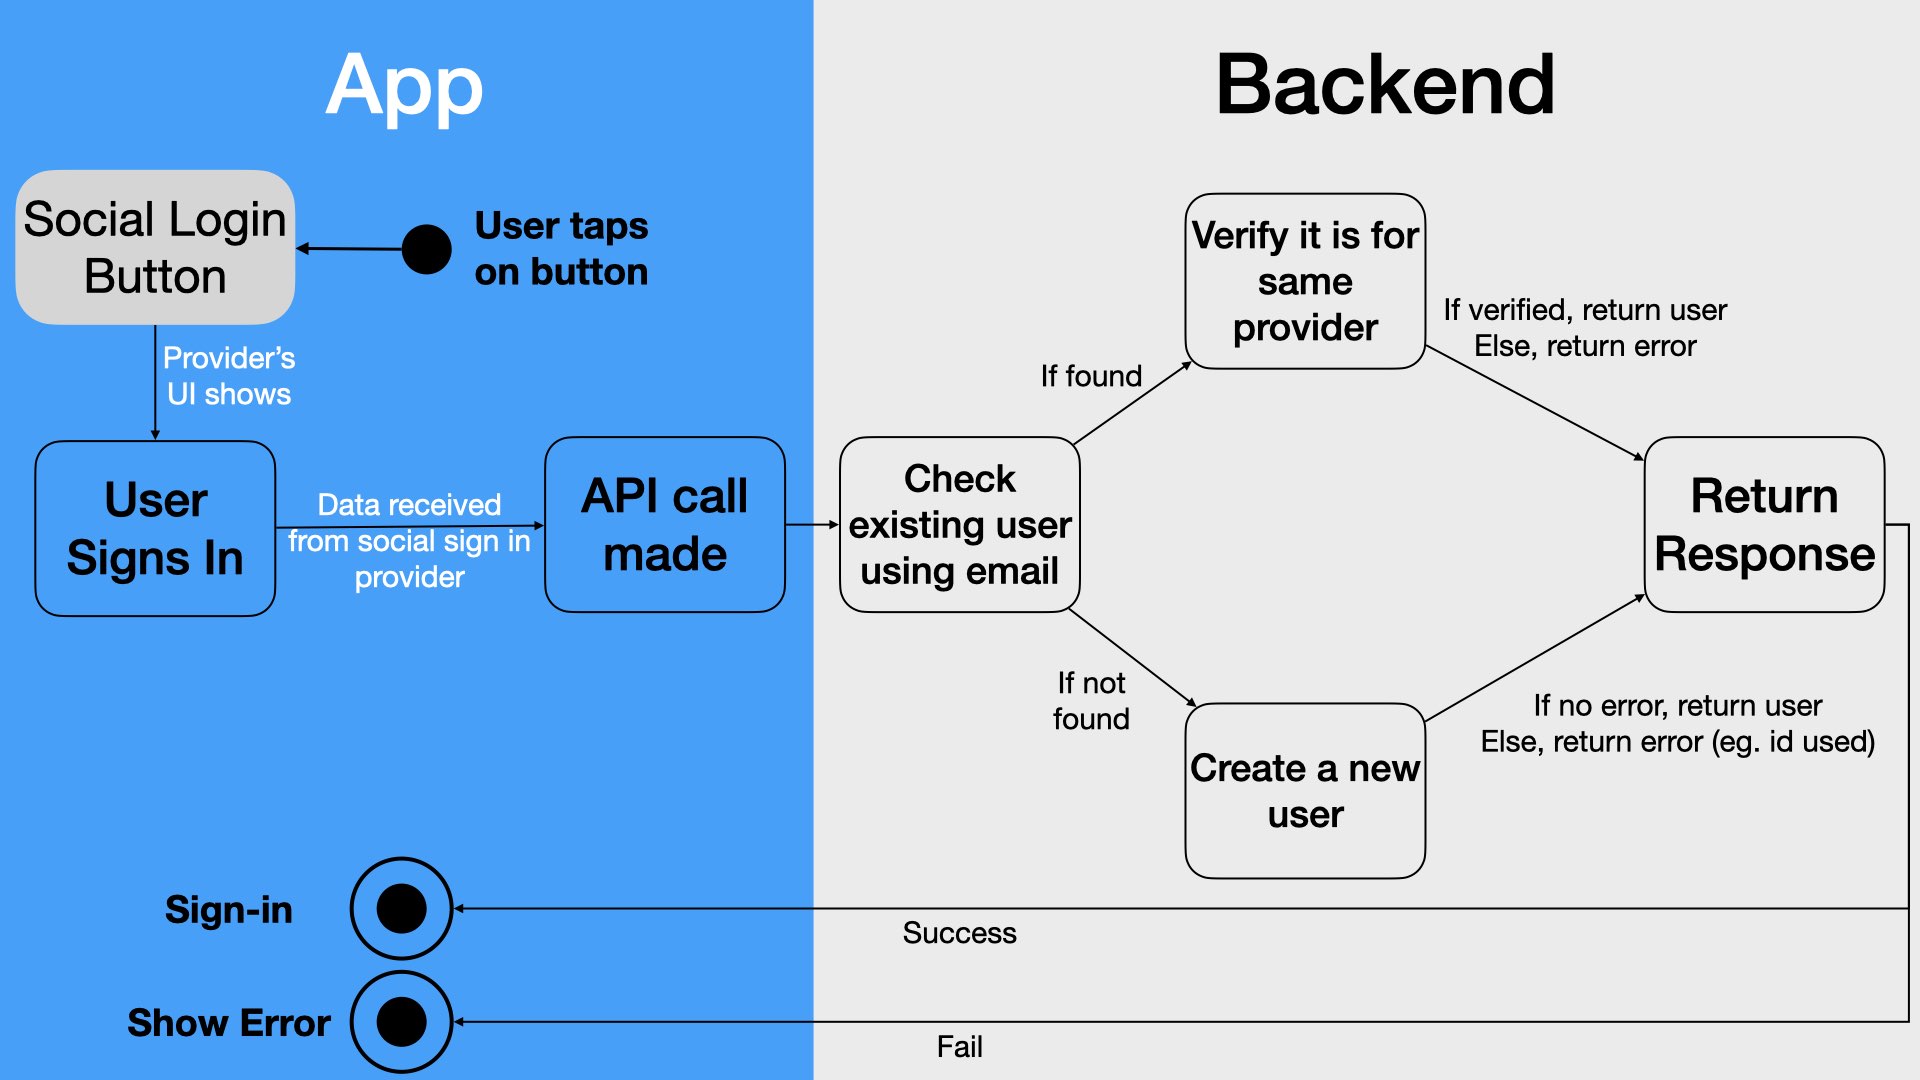 App
Backend
Social Login
Button
User taps
on button
Provider’s
UI shows
User
Signs In
Data received
from social sign in
provider
API call
made
Check
existing user
using email
If found
Verify it is for
same
provider
If verified, return user
Else, return error
If not
found
Create a new
user
If no error, return user
Else, return error (eg. id used)
Return
Response
Sign-in
Success
Show Error
Fail